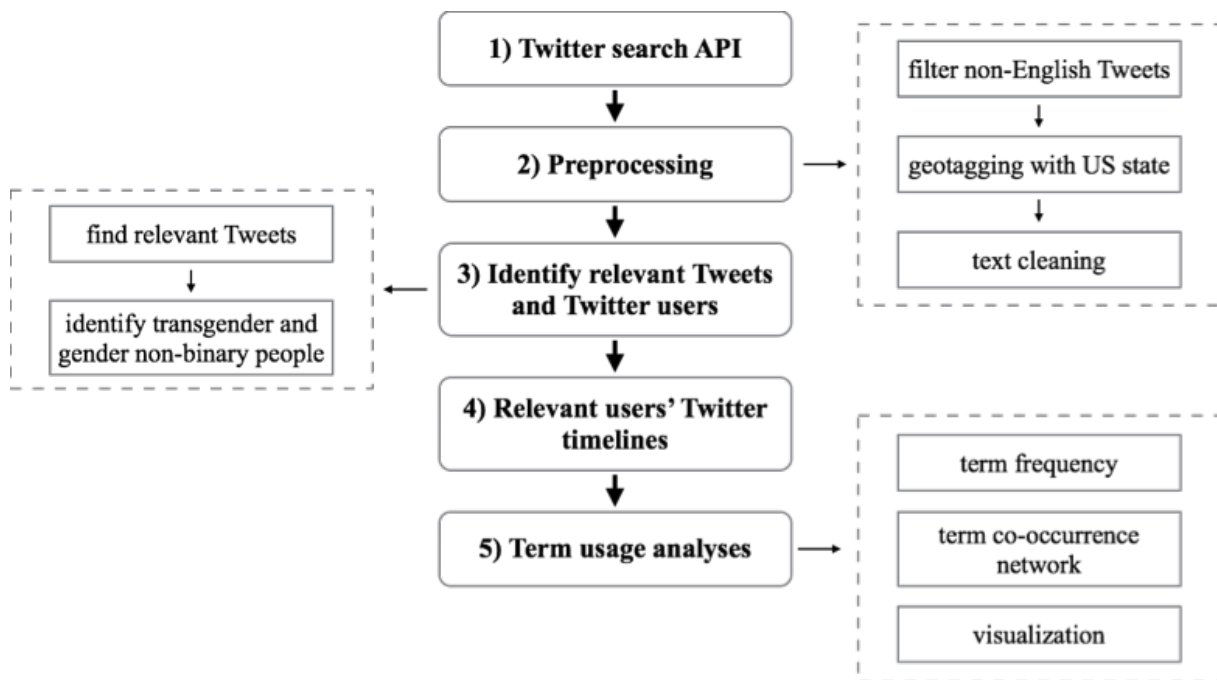 1) Twitter search API
2) Preprocessing
3) Identify relevant Tweets
and Twitter users
4) Relevant users’ Twitter
timelines
5) Term usage analyses
filter non-English Tweets
geotagging with US state
text cleaning
find relevant Tweets
identify transgender and
gender non-binary people
term frequency
term co-occurrence
network
visualization